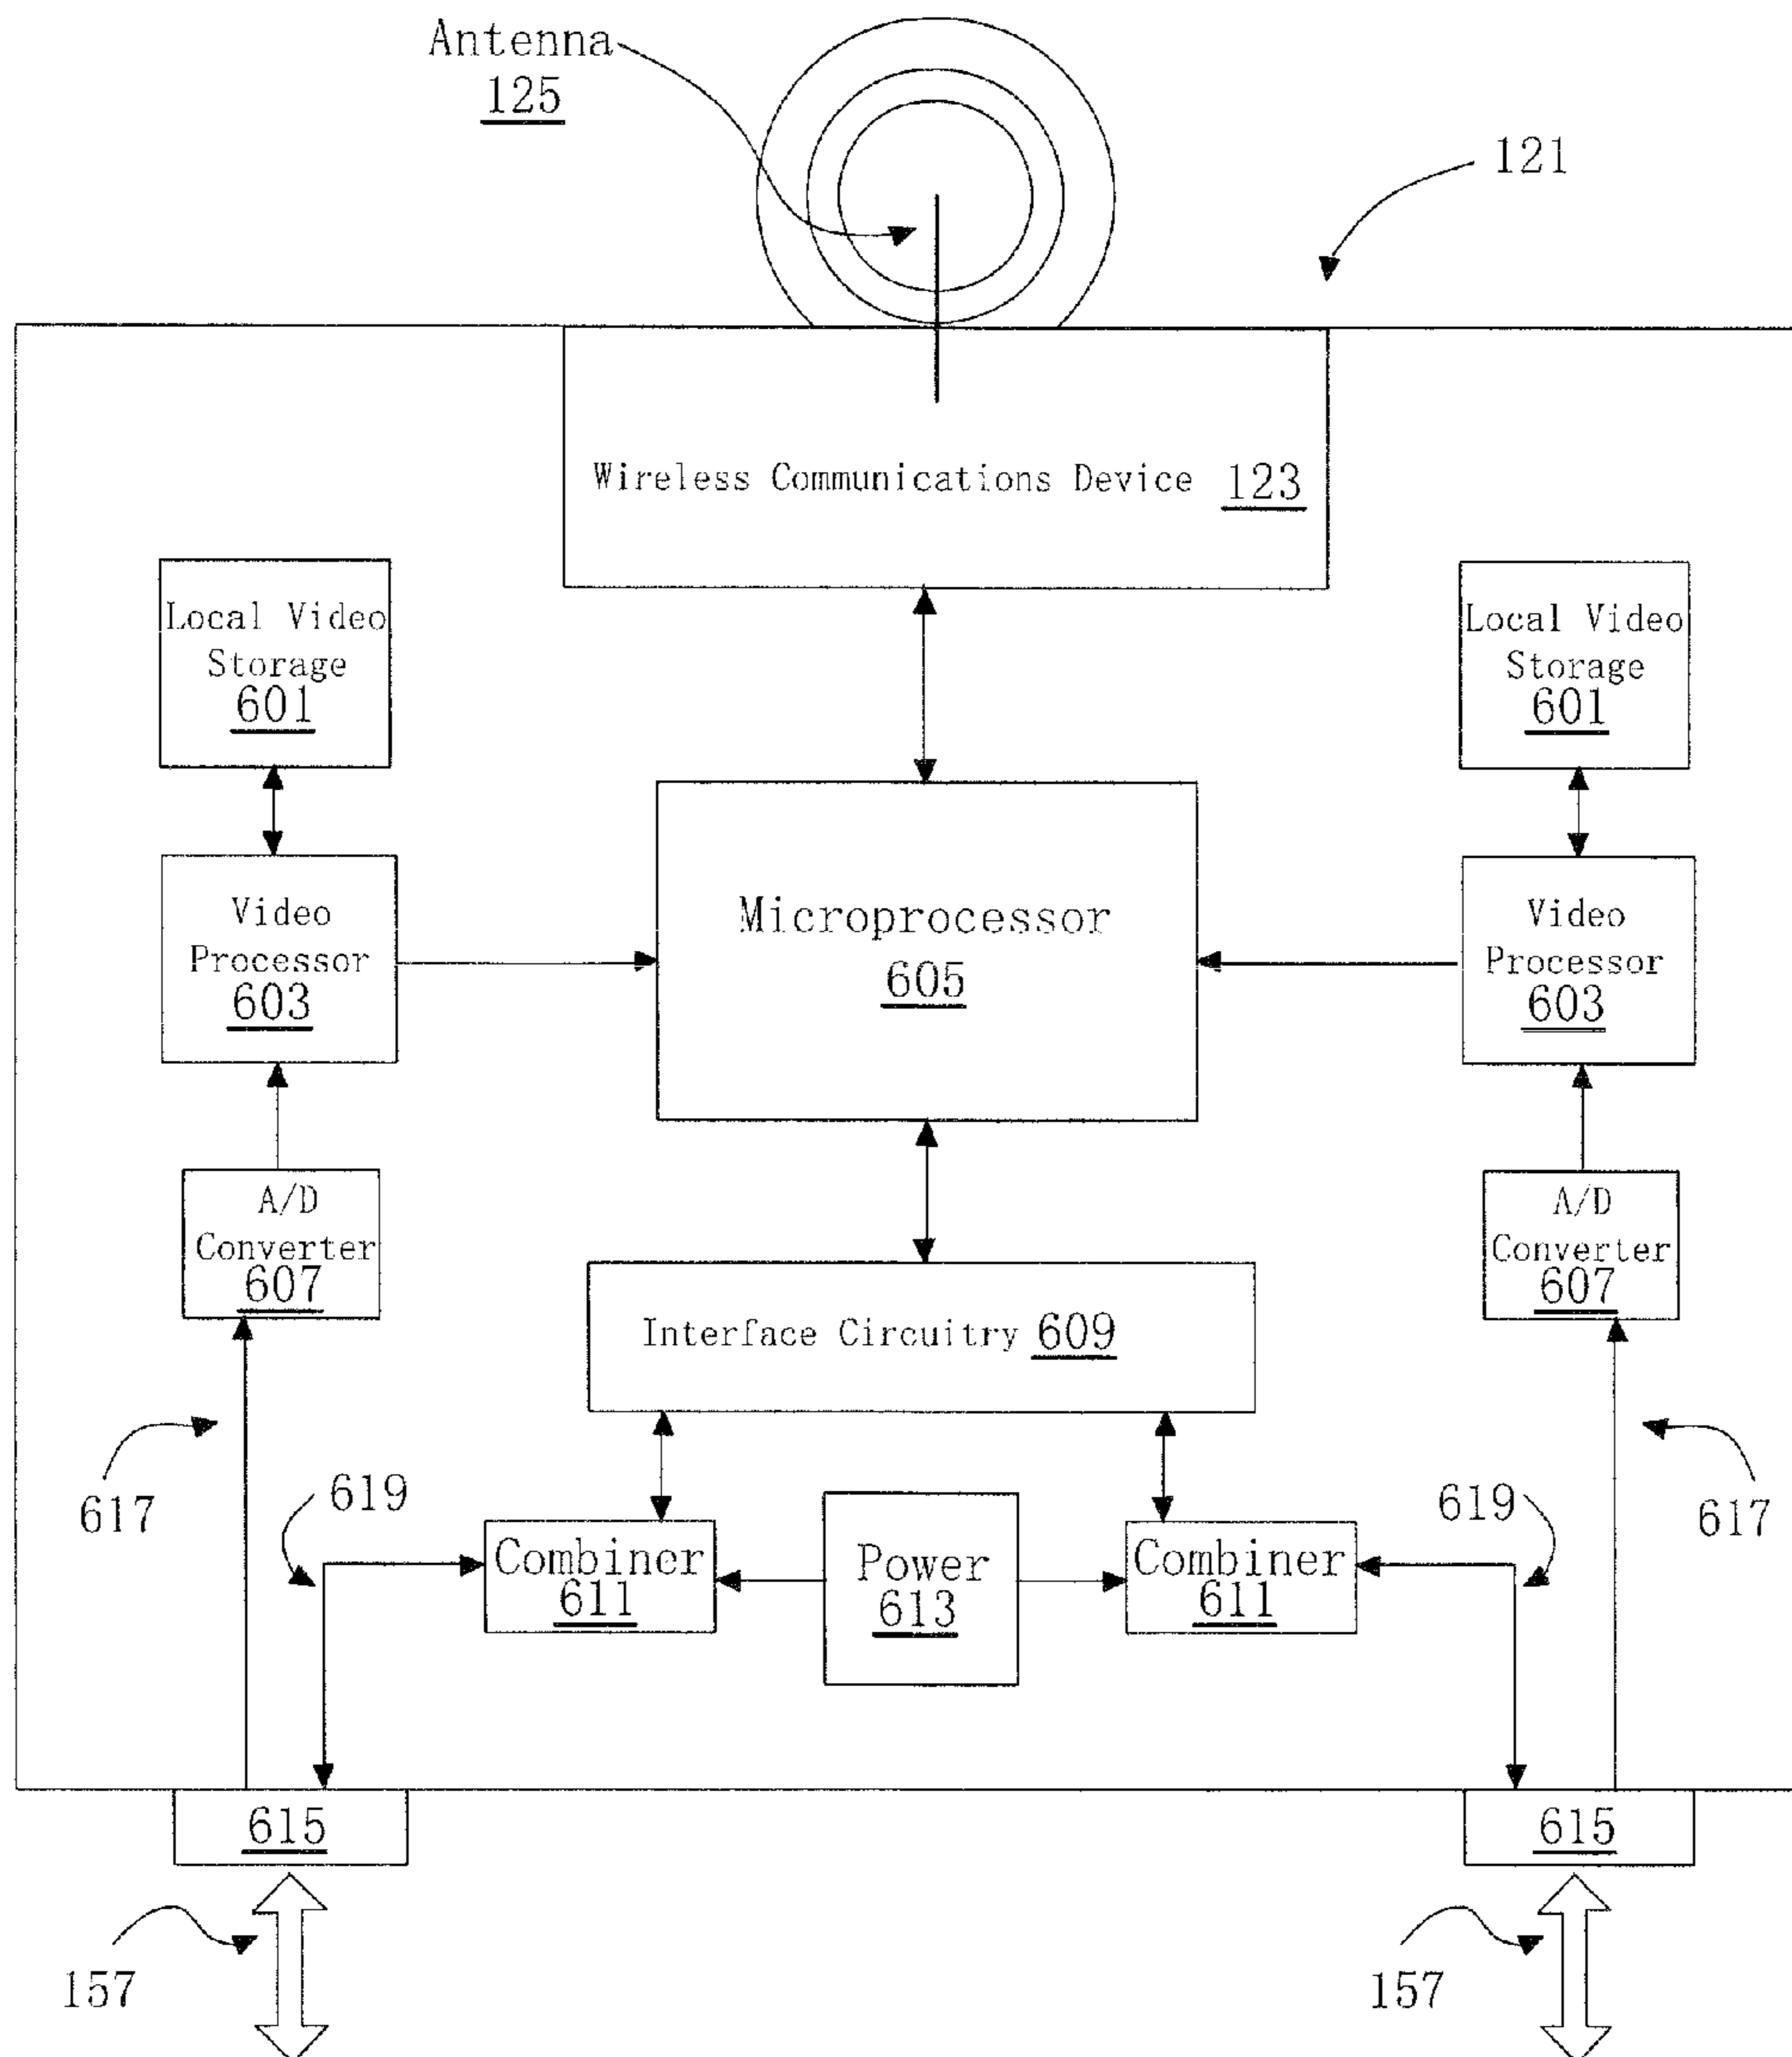 Antenna
125
121
Wireless Communications Device 123
Local Video
Storage
601
Local Video
Storage
601
Video
Processor
603
Microprocessor
605
Video
Processor
603
A/D
Converter
607
A/D
Converter
607
Interface Circuitry 609
617
619
Combiner
611
Power
613
Combiner
611
619
617
615
615
157
157